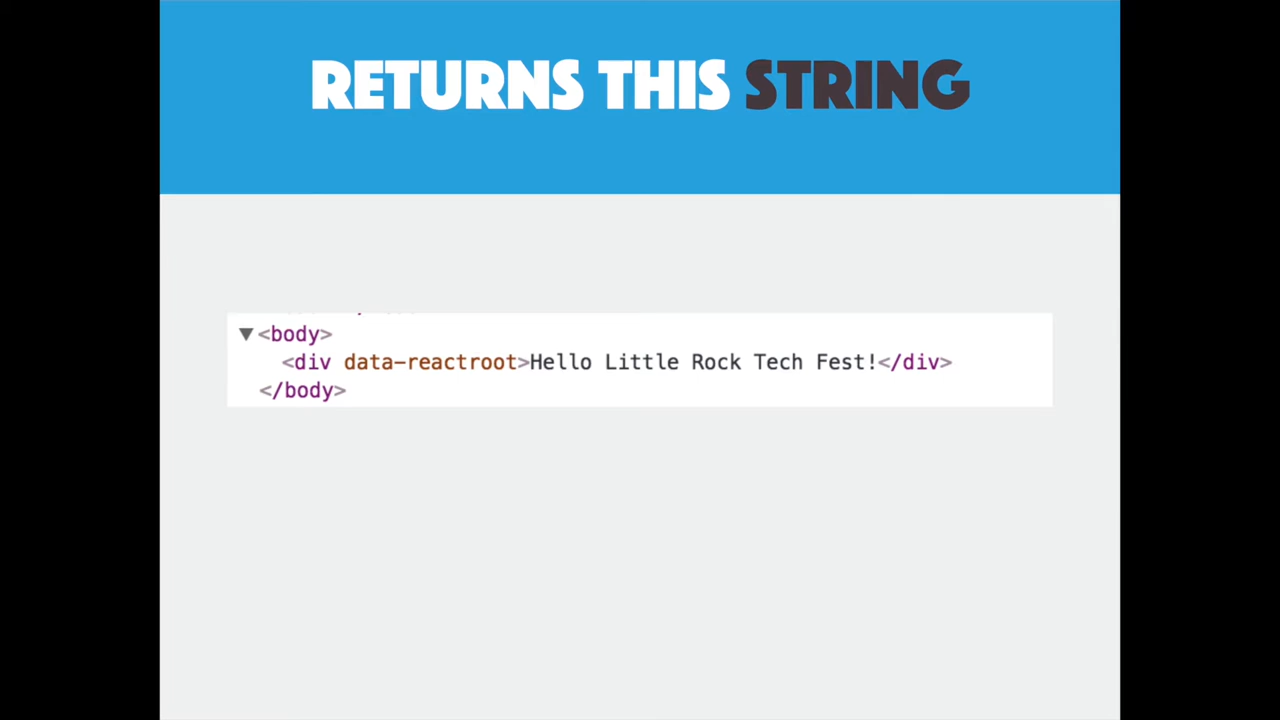 RETURNS THIS STRING
▼<body>
<div data-reactroot>Hello Little Rock Tech Fest!</div>
</body>